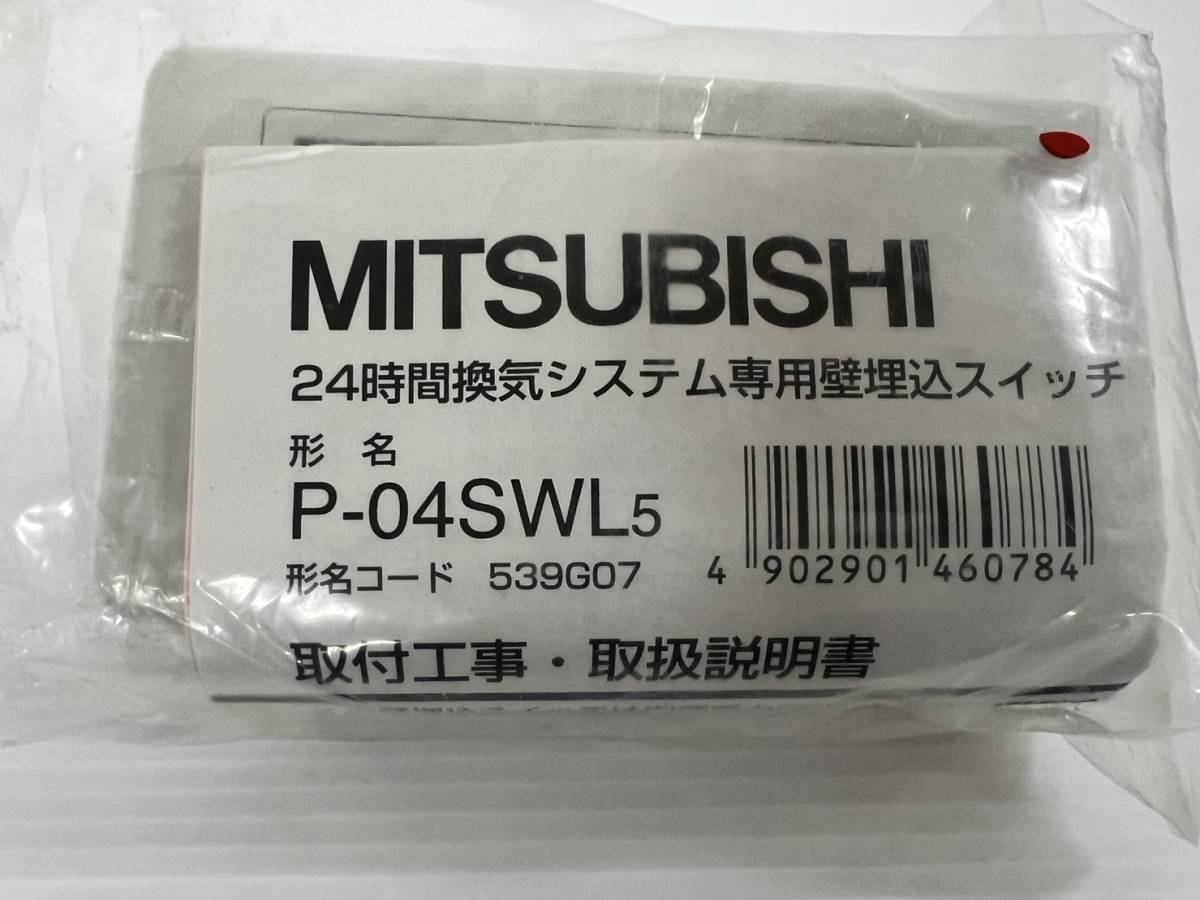 MITSUBISHI
24時間換気システム専用壁埋込スイッチ
形 名
P-04SWL5
形名コード 539G07
4 902901 460784
取付工事・取扱説明書